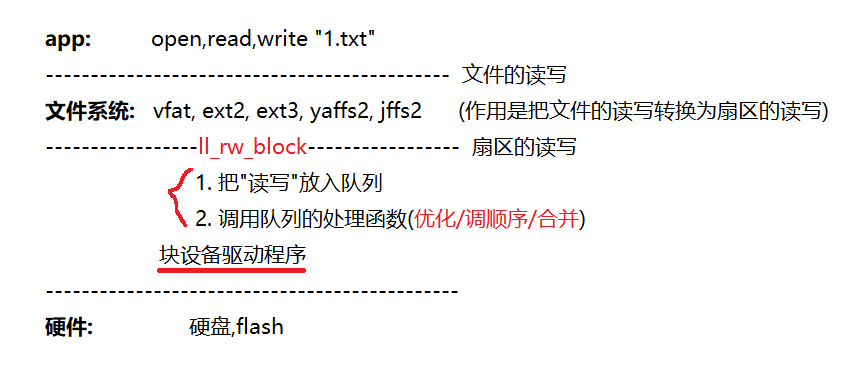 app: open,read,write "1.txt"
--------------------------------------------- 文件的读写
文件系统: vfat, ext2, ext3, yaffs2, jffs2 (作用是把文件的读写转换为扇区的读写)
-----------------ll_rw_block----------------- 扇区的读写
1. 把"读写"放入队列
2. 调用队列的处理函数(优化/调顺序/合并)
块设备驱动程序
----------------------------------------------
硬件: 硬盘,flash